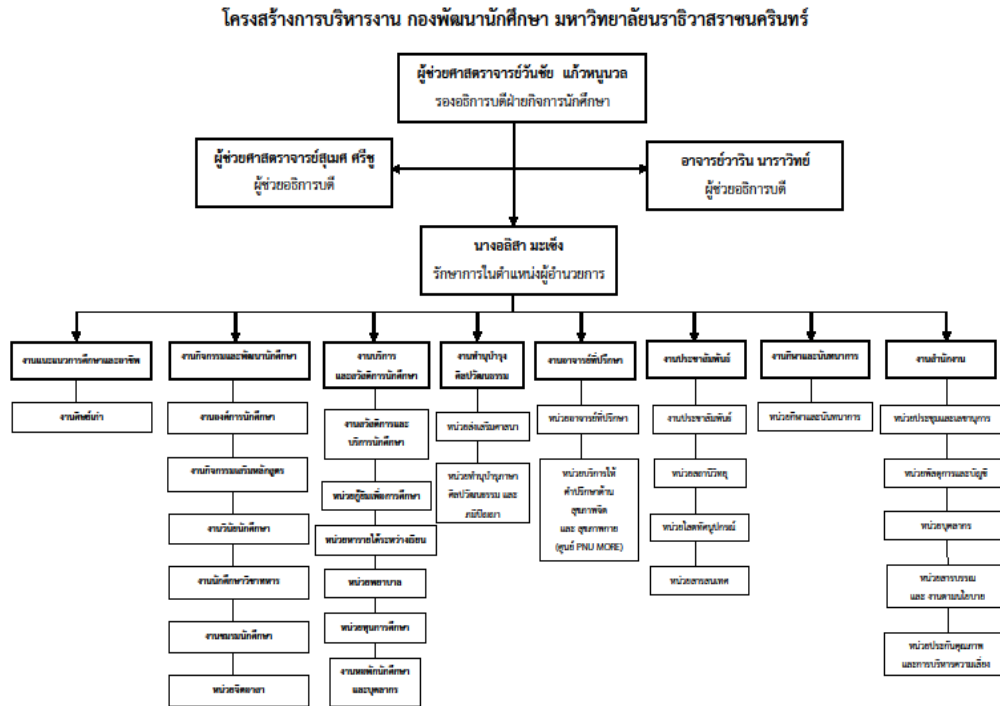 โครงสร้างการบริหารงาน กองพัฒนานักศึกษา มหาวิทยาลัยนราธิวาสราชนครินทร์
ผู้ช่วยศาสตราจารย์วันชัย แก้วหนูนวล
รองอธิการบดีฝ่ายกิจการนักศึกษา
ผู้ช่วยศาสตราจารย์สุเมศ ศรีชู
ผู้ช่วยอธิการบดี
อาจารย์วาริน นาราวิทย์
ผู้ช่วยอธิการบดี
นางอลิสา มะเซ็ง
รักษาการในตำแหน่งผู้อำนวยการ
งานแนะแนวการศึกษาและอาชีพ
งานศิษย์เก่า
งานกิจกรรมและพัฒนานักศึกษา
งานองค์การนักศึกษา
งานกิจกรรมเสริมหลักสูตร
งานวินัยนักศึกษา
งานนักศึกษาวิชาทหาร
งานชมรมนักศึกษา
หน่วยจิตอาสา
งานบริการ
และสวัสดิการนักศึกษา
งานสวัสดิการและ
บริการนักศึกษา
หน่วยกู้ยืมเพื่อการศึกษา
หน่วยหารายได้ระหว่างเรียน
หน่วยพยาบาล
หน่วยทุนการศึกษา
งานหอพักนักศึกษา
และบุคลากร
งานทำนุบำรุง
ศิลปวัฒนธรรม
หน่วยส่งเสริมศาสนา
หน่วยทำนุบำรุงภาษา
ศิลปวัฒนธรรม และ
ภูมิปัญญา
งานอาจารย์ที่ปรึกษา
หน่วยอาจารย์ที่ปรึกษา
หน่วยบริการให้
คำปรึกษาด้าน
สุขภาพจิต
และ สุขภาพกาย
(ศูนย์ PNU MORE)
งานประชาสัมพันธ์
งานประชาสัมพันธ์
หน่วยสถานีวิทยุ
หน่วยโสตทัศนูปกรณ์
หน่วยสารสนเทศ
งานกีฬาและนันทนาการ
หน่วยกีฬาและนันทนาการ
งานสำนักงาน
หน่วยประชุมและเลขานุการ
หน่วยพัสดุการและบัญชี
หน่วยบุคลากร
หน่วยสารบรรณ
และ งานตามนโยบาย
หน่วยประกันคุณภาพ
และการบริหารความเสี่ยง